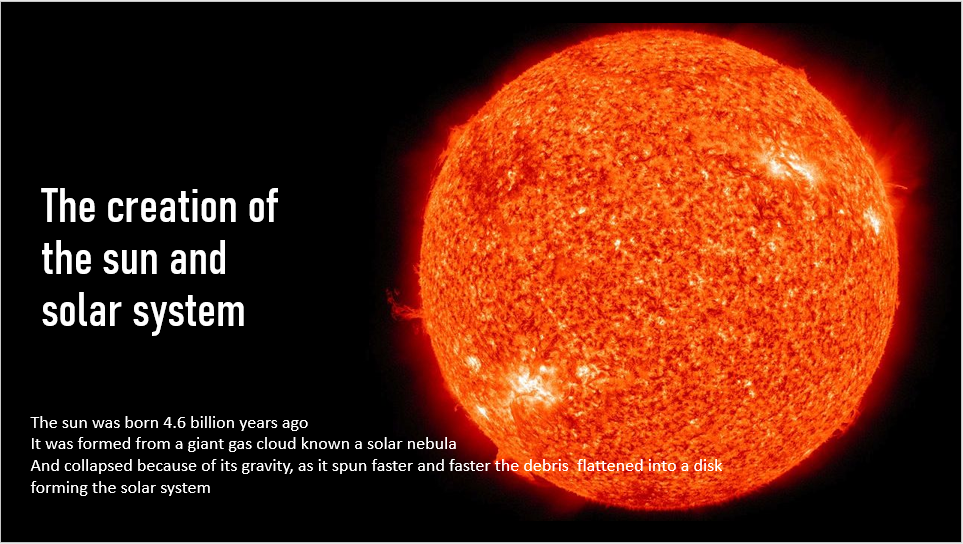 The creation of
the sun and
solar system
The sun was born 4.6 billion years ago
It was formed from a giant gas cloud known a solar nebula
And collapsed because of its gravity, as it spun faster and faster the debris  flattened into a disk
forming the solar system